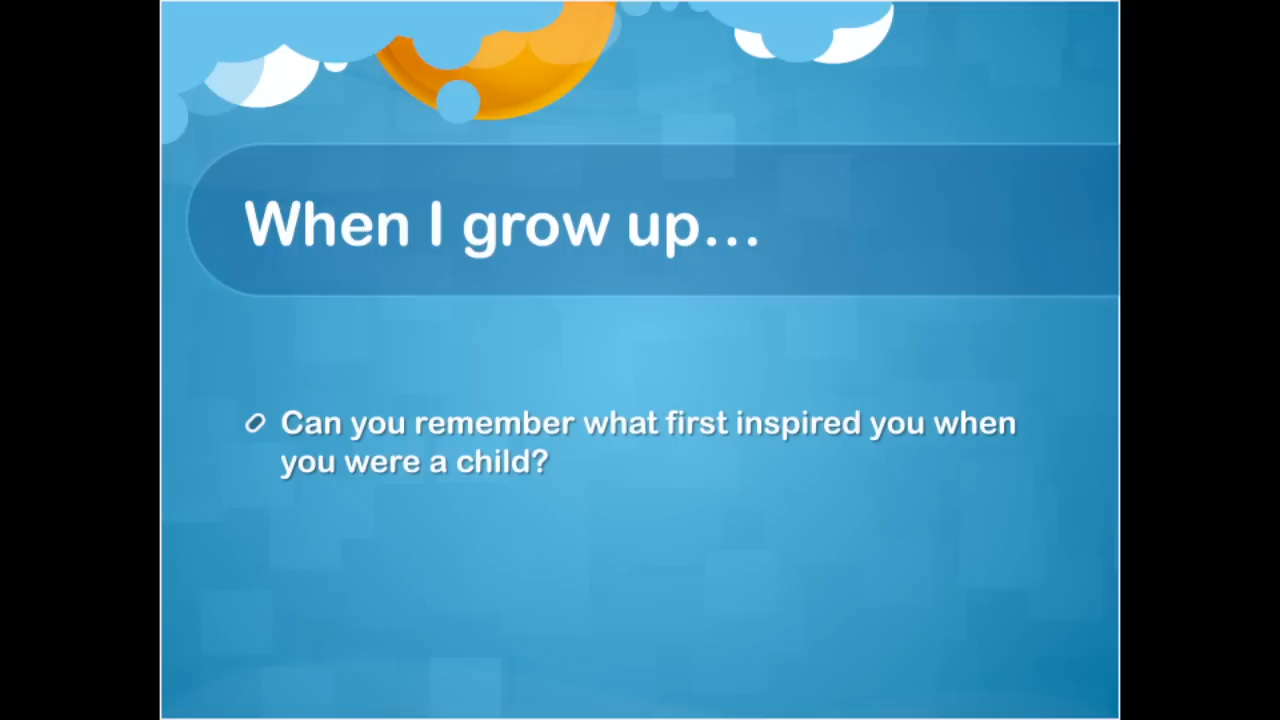 When I grow up...
Can you remember what first inspired you when
you were a child?